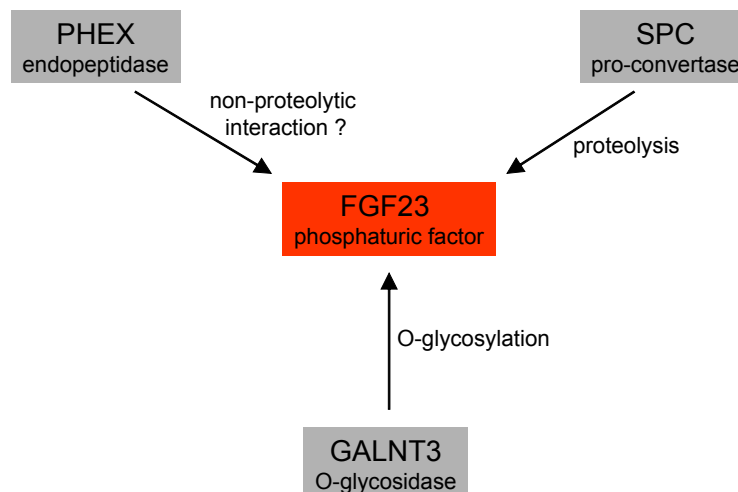 PHEX
endopeptidase
SPC
pro-convertase
non-proteolytic
interaction ?
proteolysis
FGF23
phosphaturic factor
O-glycosylation
GALNT3
O-glycosidase